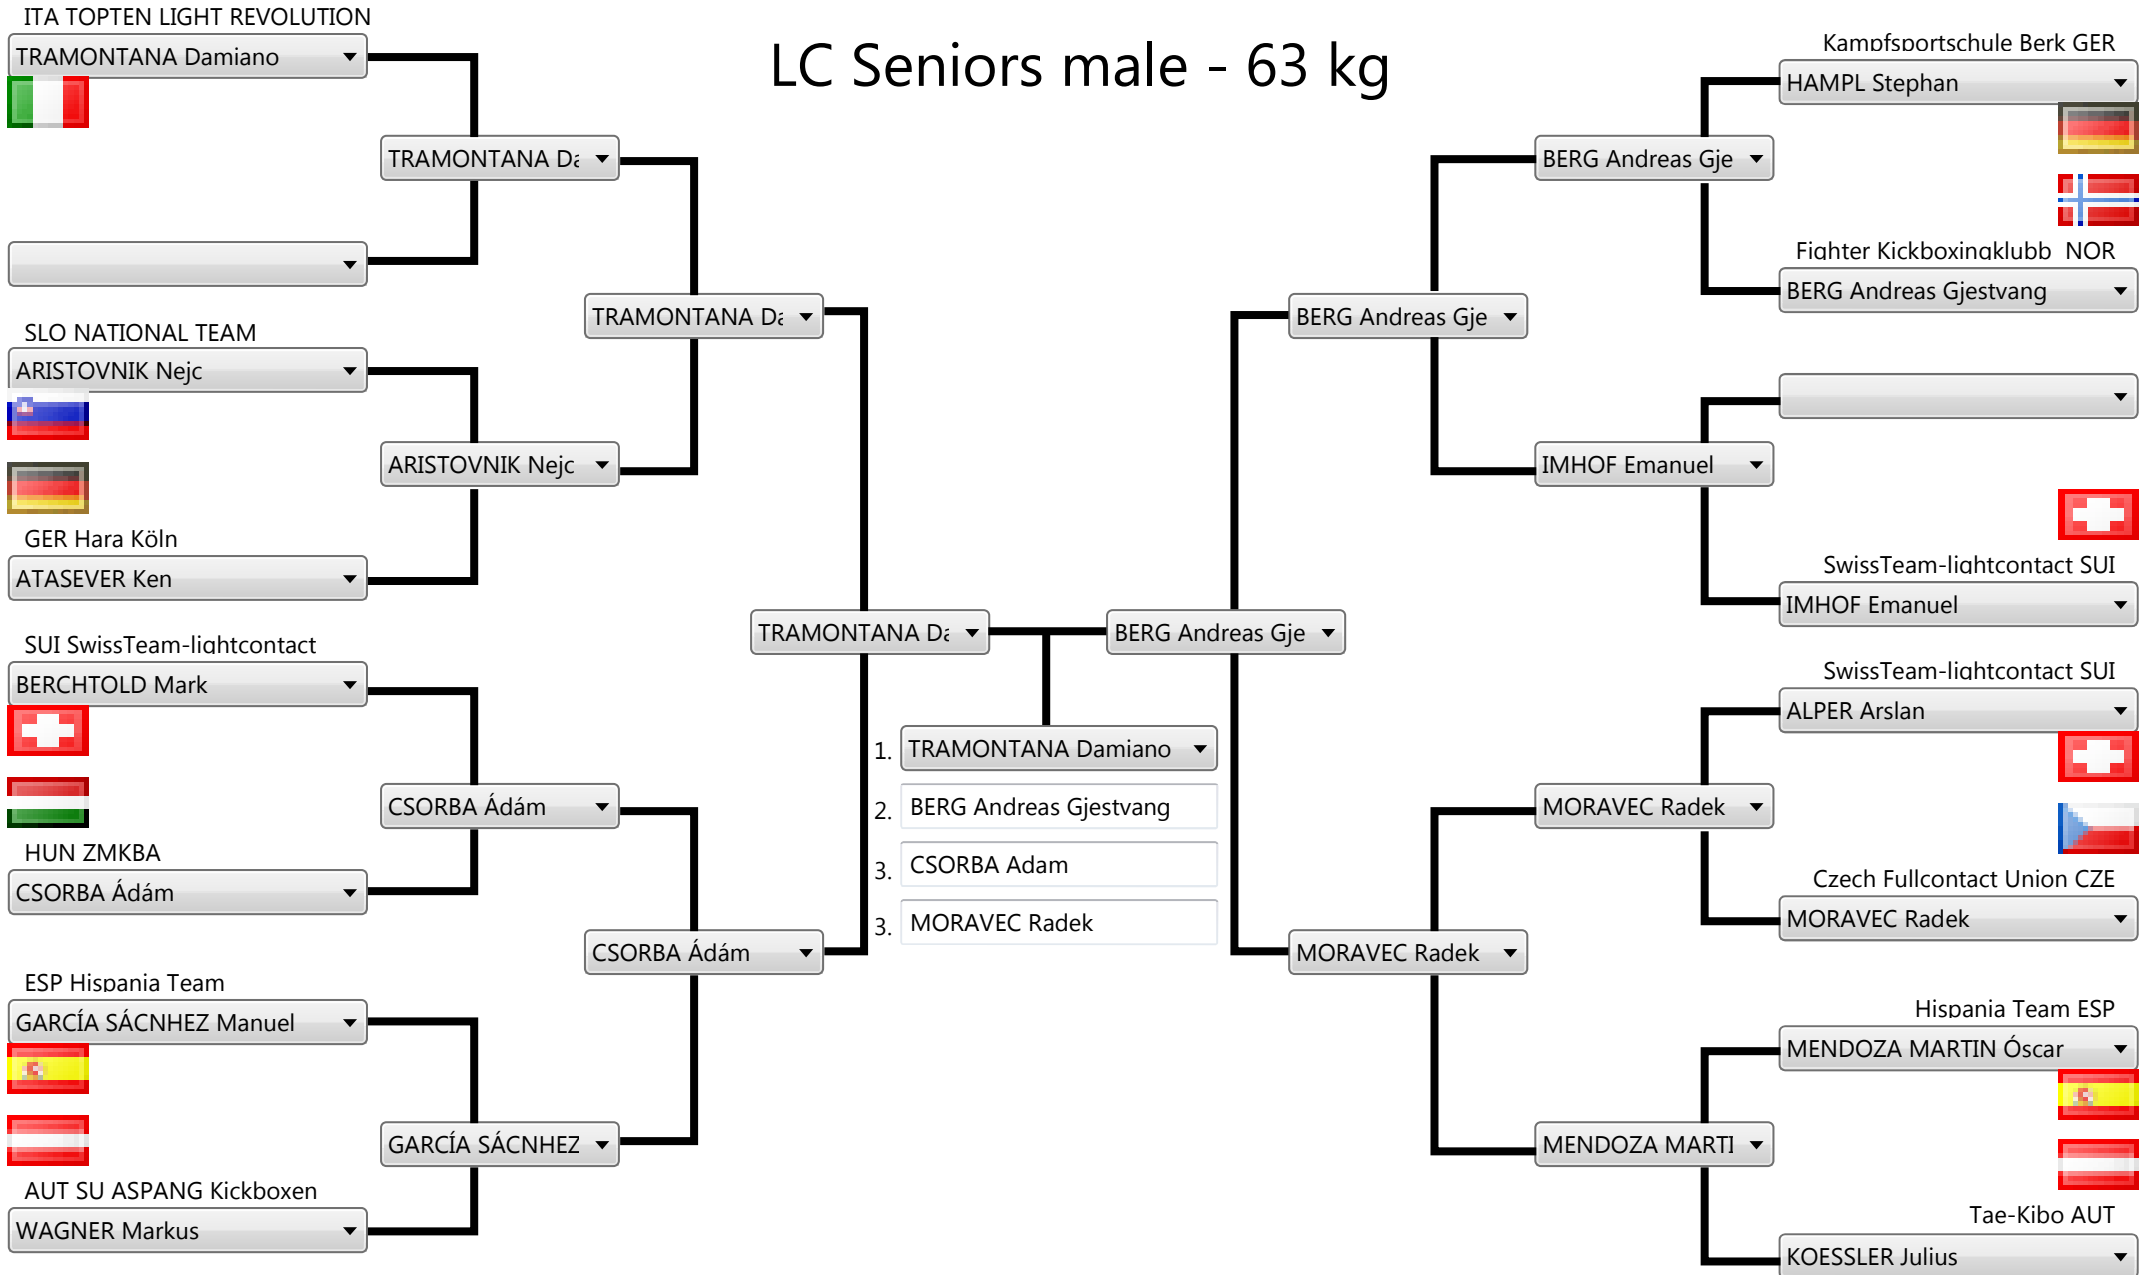 ITA TOPTEN LIGHT REVOLUTION
TRAMONTANA Damiano
LC Seniors male - 63 kg
Kampfsportschule Berk GER
HAMPL Stephan
TRAMONTANA Da
BERG Andreas Gje
Fighter Kickboxingklubb NOR
BERG Andreas Gjestvang
SLO NATIONAL TEAM
ARISTOVNIK Nejc
TRAMONTANA Da
BERG Andreas Gje
ARISTOVNIK Nejc
IMHOF Emanuel
GER Hara Köln
ATASEVER Ken
SwissTeam-lightcontact SUI
IMHOF Emanuel
TRAMONTANA Da
BERG Andreas Gje
SUI SwissTeam-lightcontact
BERCHTOLD Mark
SwissTeam-lightcontact SUI
ALPER Arslan
1. TRAMONTANA Damiano
2. BERG Andreas Gjestvang
3. CSORBA Adam
3. MORAVEC Radek
CSORBA Ádám
MORAVEC Radek
HUN ZMKBA
CSORBA Ádám
Czech Fullcontact Union CZE
MORAVEC Radek
CSORBA Ádám
MORAVEC Radek
ESP Hispania Team
GARCÍA SÁCNHEZ Manuel
Hispania Team ESP
MENDOZA MARTIN Óscar
GARCÍA SÁCNHEZ
MENDOZA MARTI
AUT SU ASPANG Kickboxen
WAGNER Markus
Tae-Kibo AUT
KOESSLER Julius